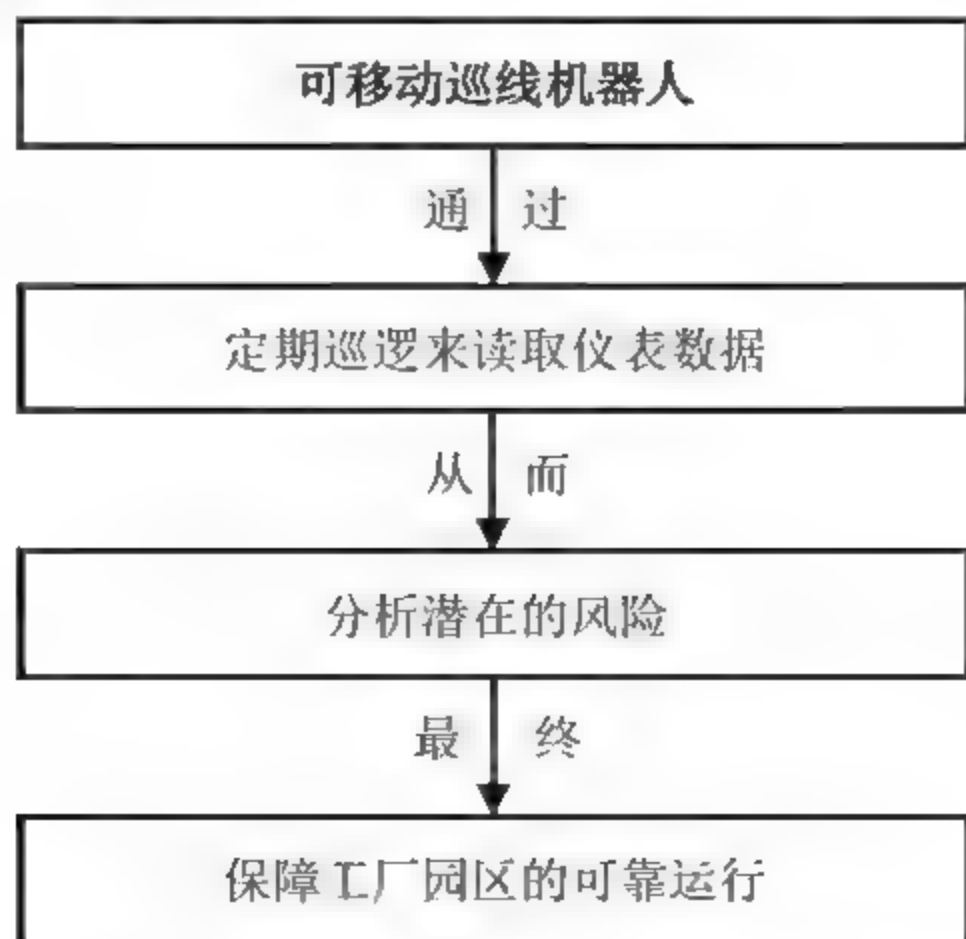 可移动巡线机器人
通过
定期巡逻来读取仪表数据
从而
分析潜在的风险
最终
保障工厂园区的可靠运行